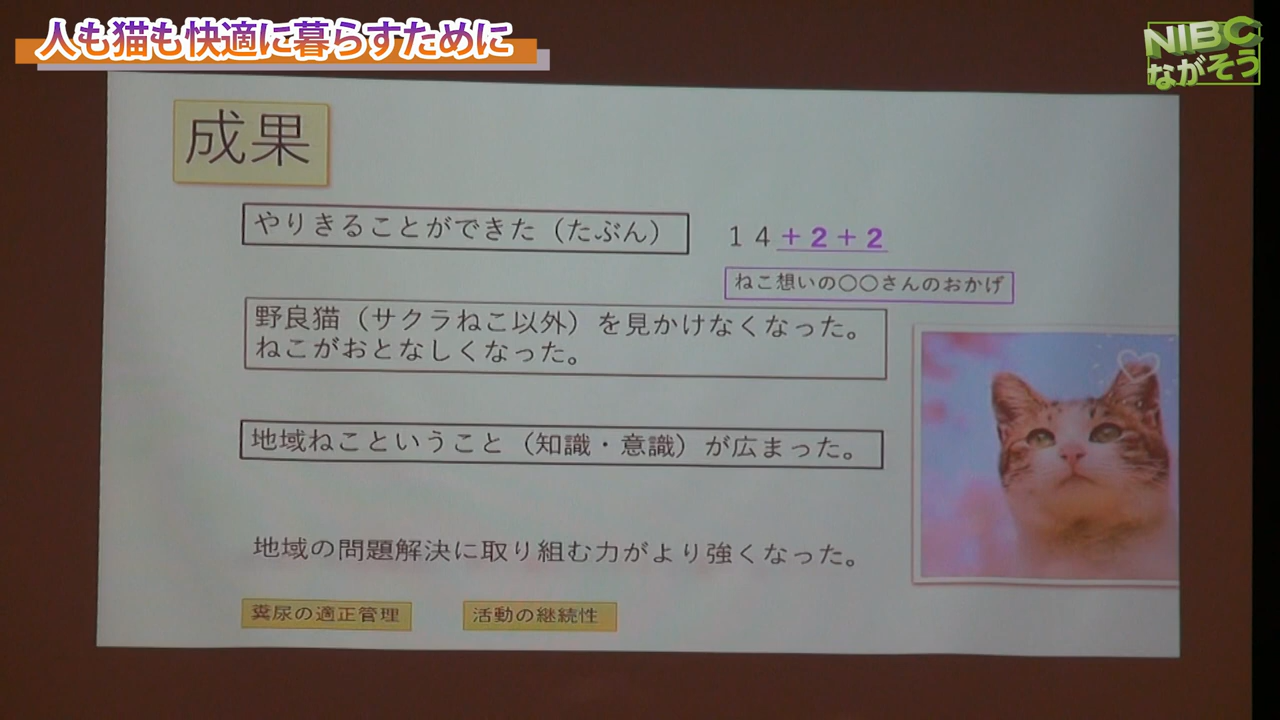 人も猫も快適に暮らすために
NIBC
ながそう
成果
やりきることができた（たぶん）
１４＋２＋２
ねこ想いの〇〇さんのおかげ
野良猫（サクラねこ以外）を見かけなくなった。
ねこがおとなしくなった。
地域ねこということ（知識・意識）が広まった。
地域の問題解決に取り組む力がより強くなった。
糞尿の適正管理
活動の継続性